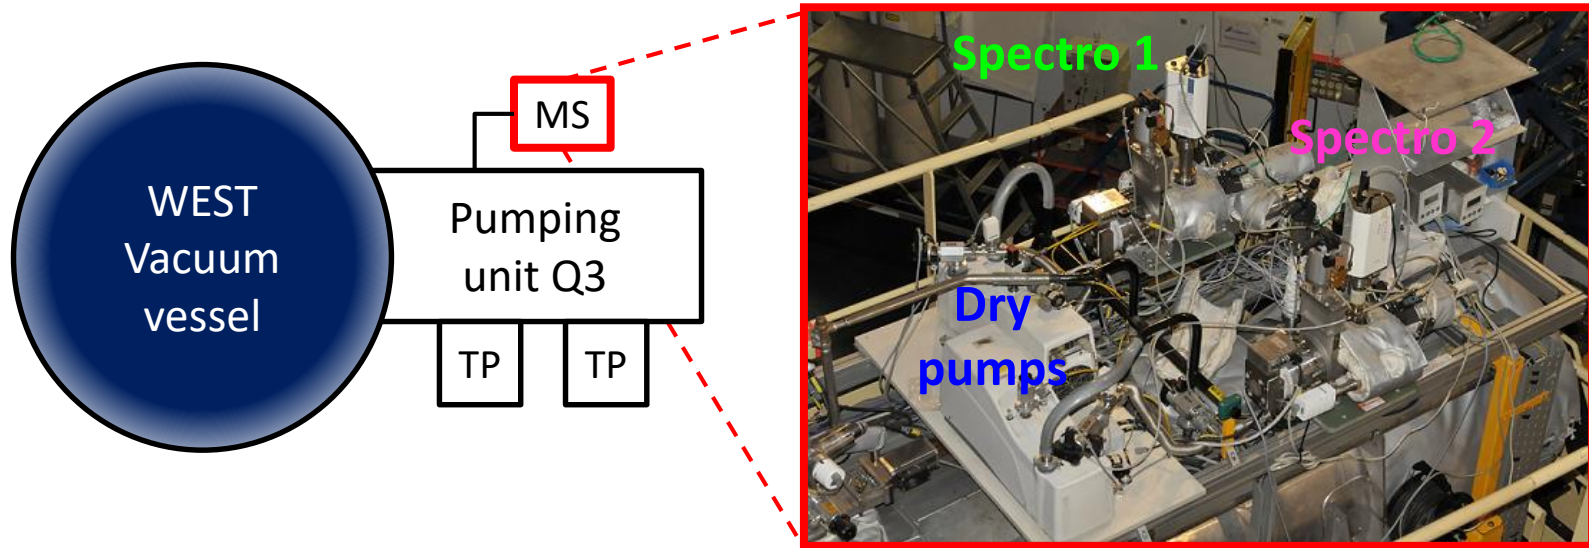 WEST
Vacuum
vessel
MS
Pumping
unit Q3
TP
TP
Spectro 1
Spectro 2
Dry
pumps